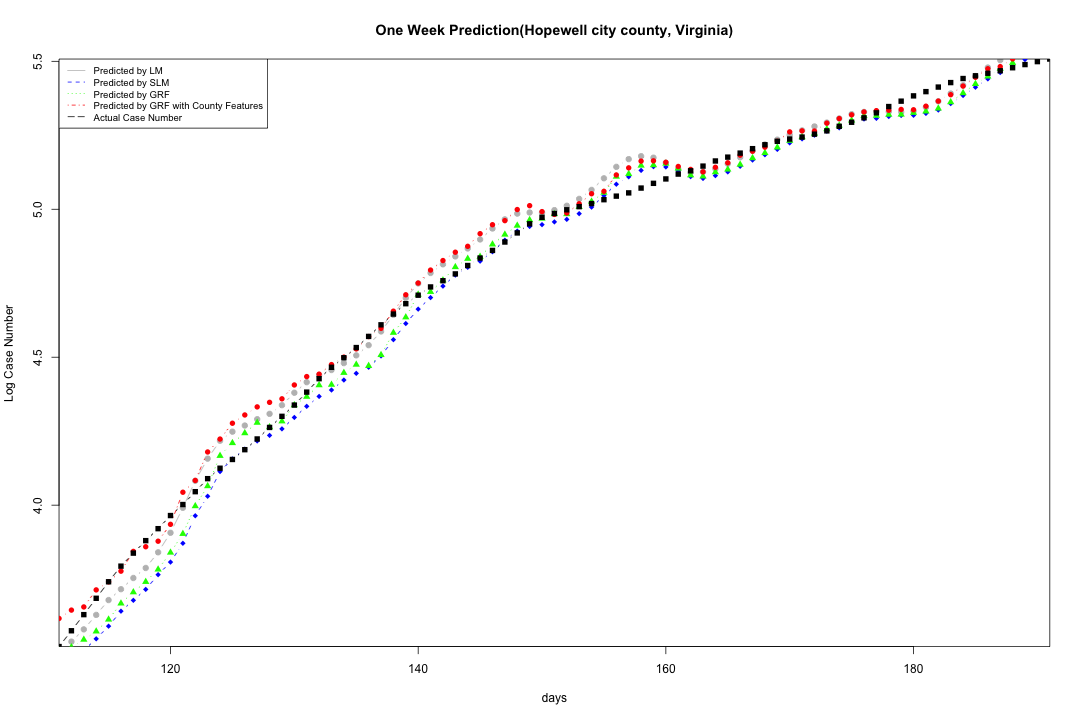 One Week Prediction(Hopewell city county, Virginia)
5.5
Predicted by LM
Predicted by SLM
Predicted by GRF
Predicted by GRF with County Features
Actual Case Number
5.0
Log Case Number
4.5
4.0
120 140 160 180
days